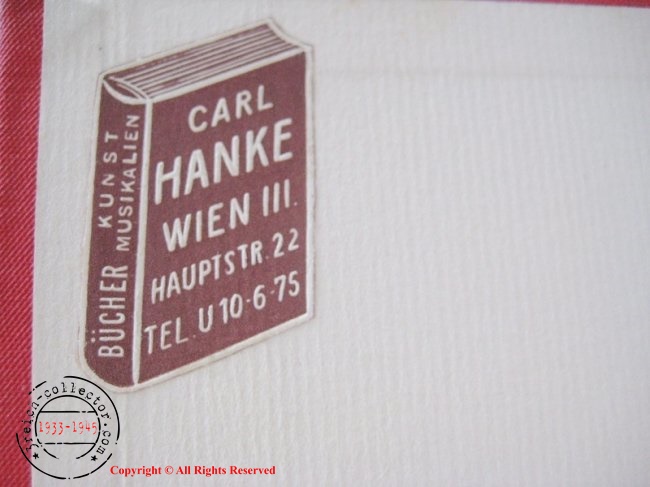 CARL
HANKE
WIEN III.
HAUPTSTR. 22
TEL. U 10-6-75
BÜCHER
KUNST
MUSIKALIEN
1933-1945
Copyright © All Rights Reserved